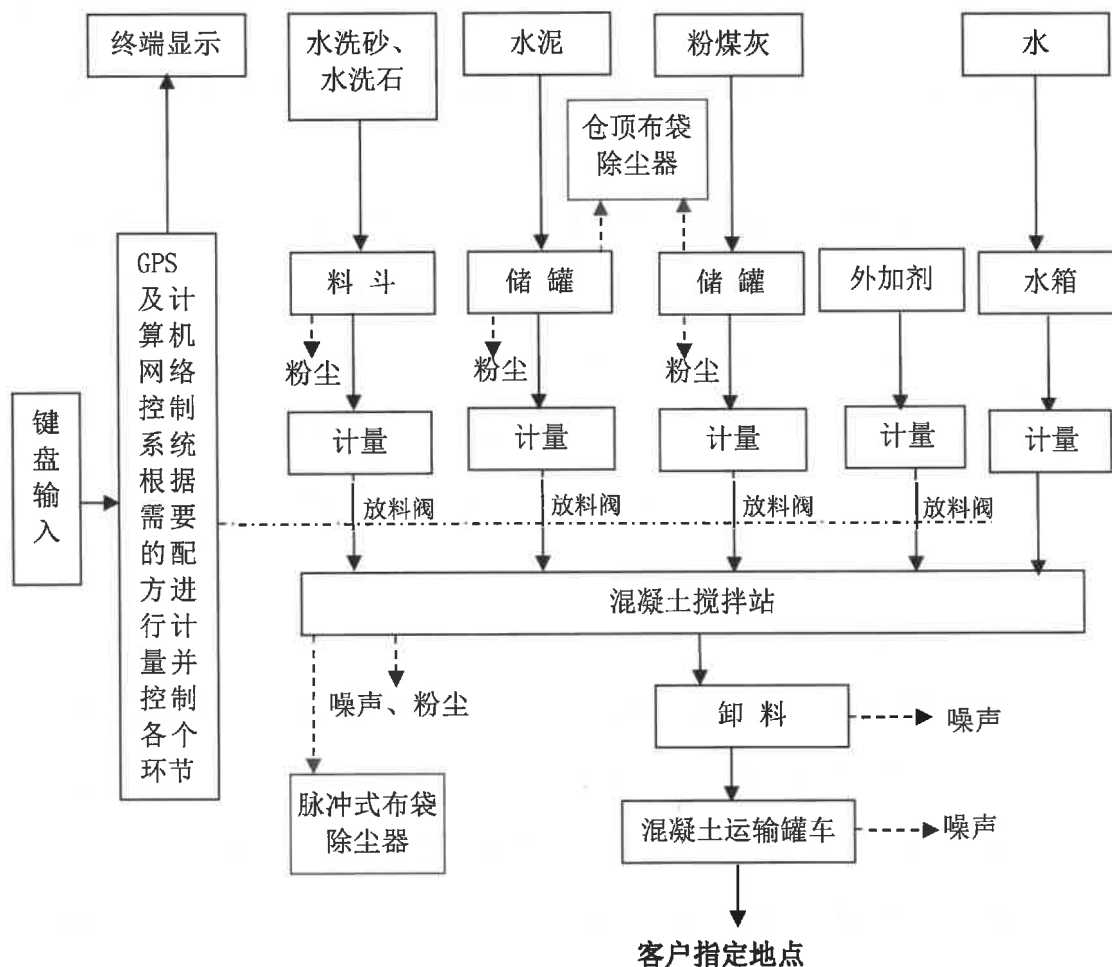 终端显示
水洗砂、
水洗石
水泥
粉煤灰
水
仓顶布袋
除尘器
GPS
及计
算机
网络
控制
系统
根据
需要
的配
方进
行计
量并
控制
各个
环节
料 斗
储 罐
储 罐
外加剂
水箱
粉尘
粉尘
粉尘
键
盘
输
入
计量
计量
计量
计量
计量
放料阀
放料阀
放料阀
放料阀
混凝土搅拌站
噪声、粉尘
卸 料
噪声
脉冲式布袋
除尘器
混凝土运输罐车
噪声
客户指定地点